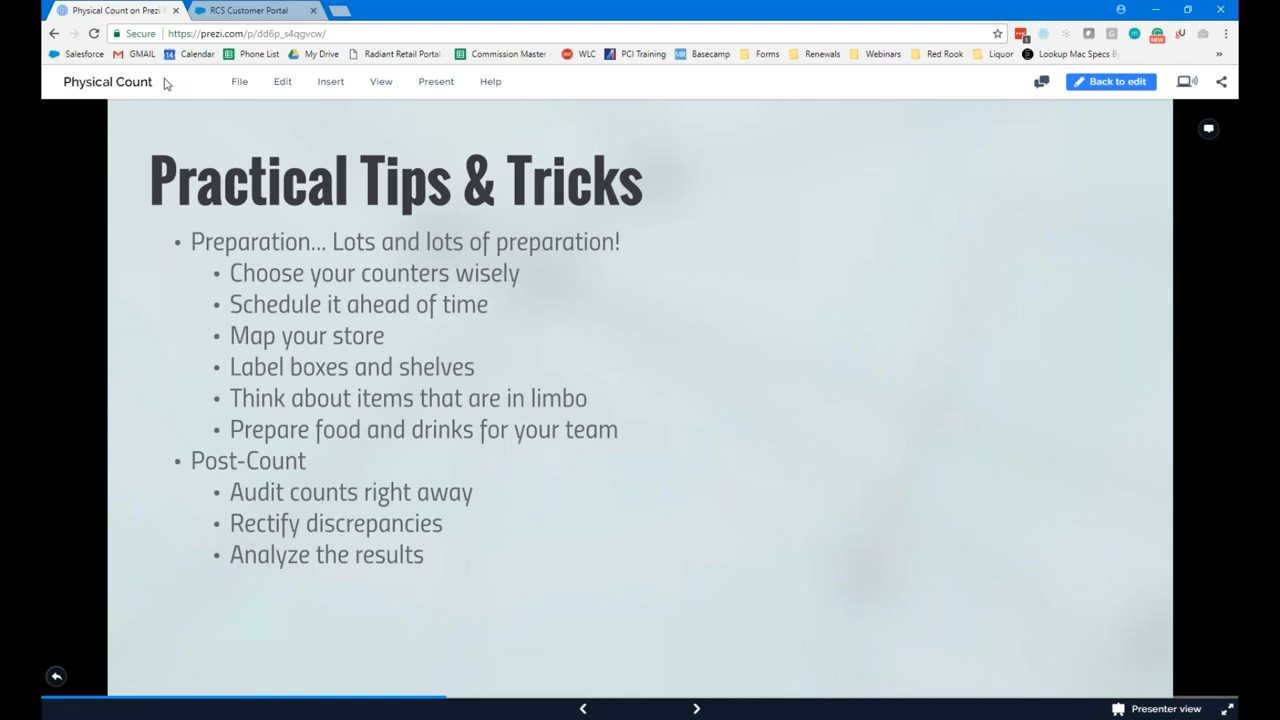 Physical Count on Prezi
RCS Customer Portal
Secure
https://prezi.com/p/dd6p_s4qgvcw/
Salesforce
GMAIL
14
Calendar
Phone List
My Drive
Radiant Retail Portal
Commission Master
WLC
PCI Training
Basecamp
Forms
Renewals
Webinars
Red Rook
Liquor
Lookup Mac Specs B
Physical Count
File
Edit
Insert
View
Present
Help
Back to edit
Practical Tips & Tricks
• Preparation... Lots and lots of preparation!
• Choose your counters wisely
• Schedule it ahead of time
• Map your store
• Label boxes and shelves
• Think about items that are in limbo
• Prepare food and drinks for your team
• Post-Count
• Audit counts right away
• Rectify discrepancies
• Analyze the results
Presenter view